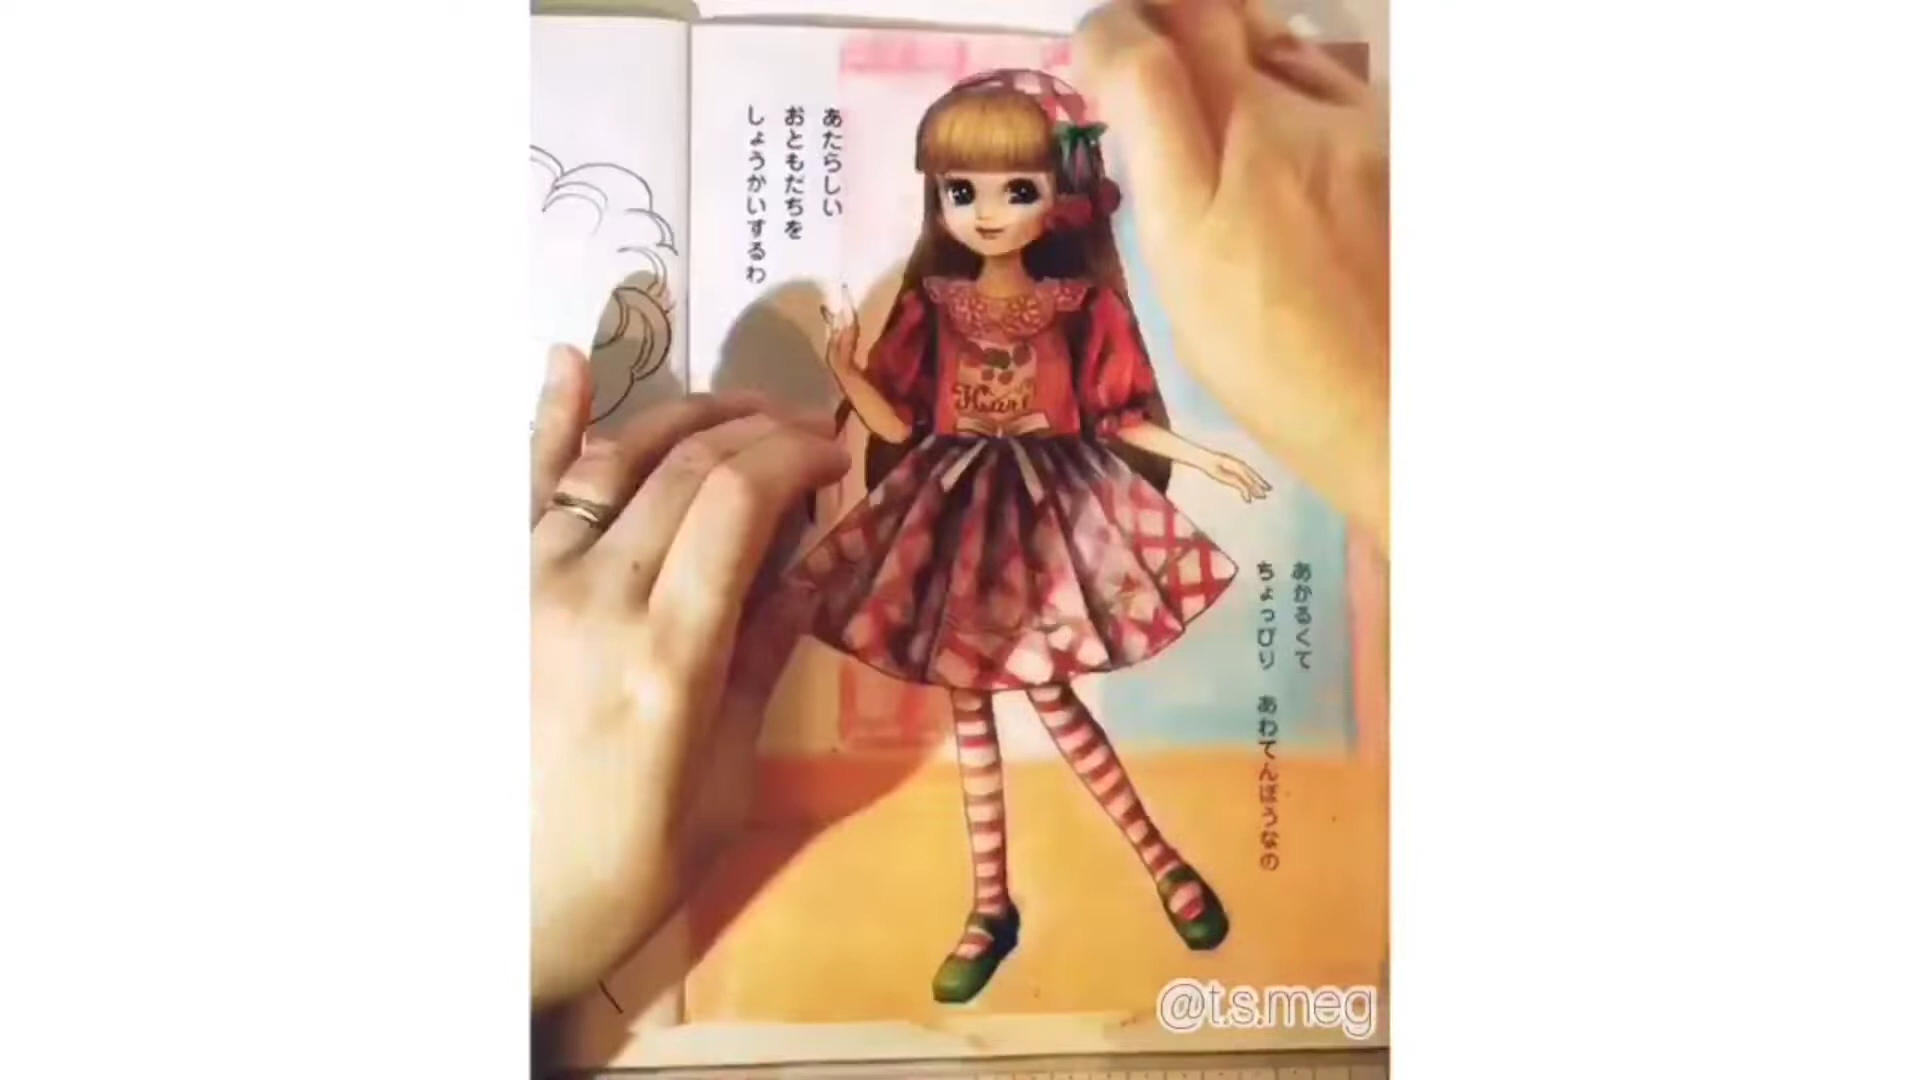 あたらしい
おともだちを
しょうかいするわ
Heart
あかるくて
ちょっぴり あわてんぼうなの
@t.s.meg